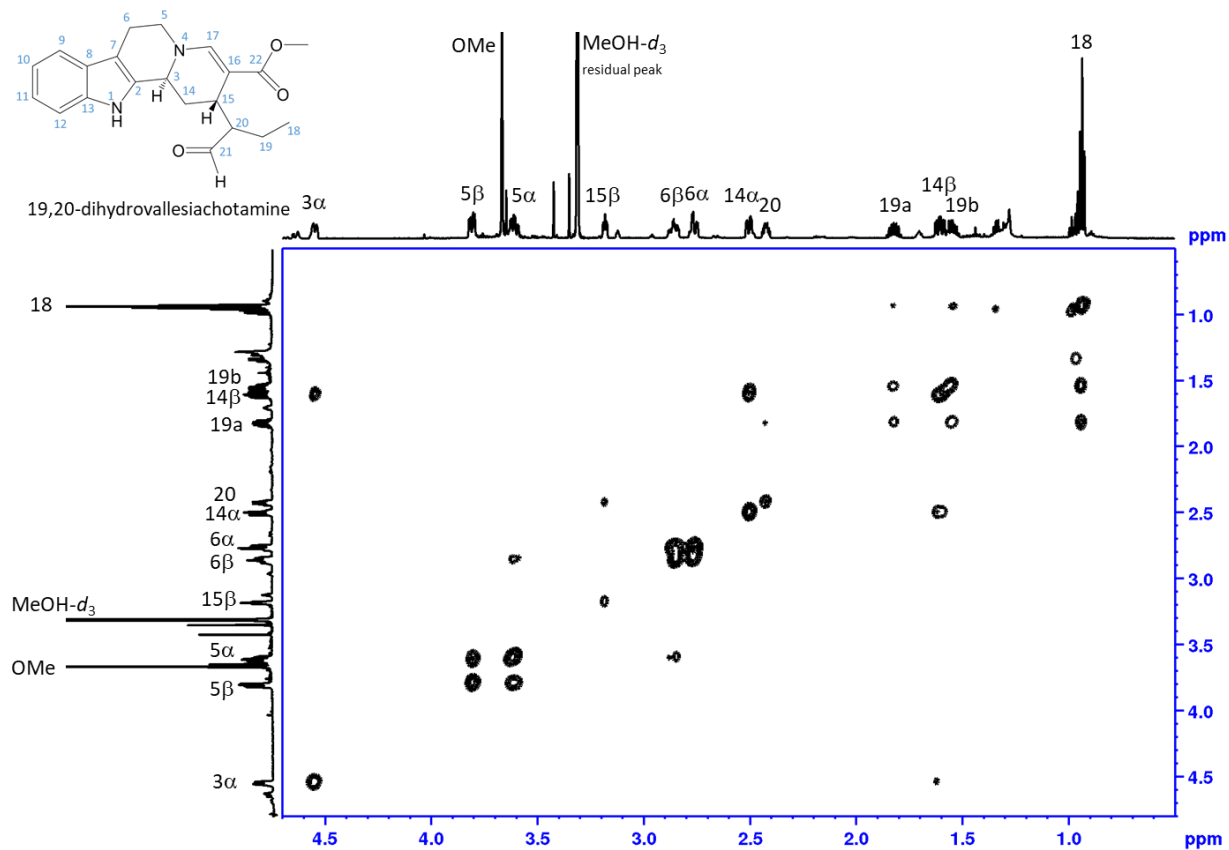 5
6
N
4
17
O
9
7
16
22
8
10
3
H
14
O
2
15
11
1
13
N
H
12
H
20
18
O
21
19
H
19,20-dihydrovallesiachotamine
OMe
MeOH-d3
residual peak
18
3α
5β
5α
15β
6β
6α
14α
20
19a
14β
19b
ppm
18
19b
14β
19a
20
14α
6α
6β
15β
MeOH-d3
5α
OMe
5β
3α
1.0
1.5
2.0
2.5
3.0
3.5
4.0
4.5
4.5
4.0
3.5
3.0
2.5
2.0
1.5
1.0
ppm